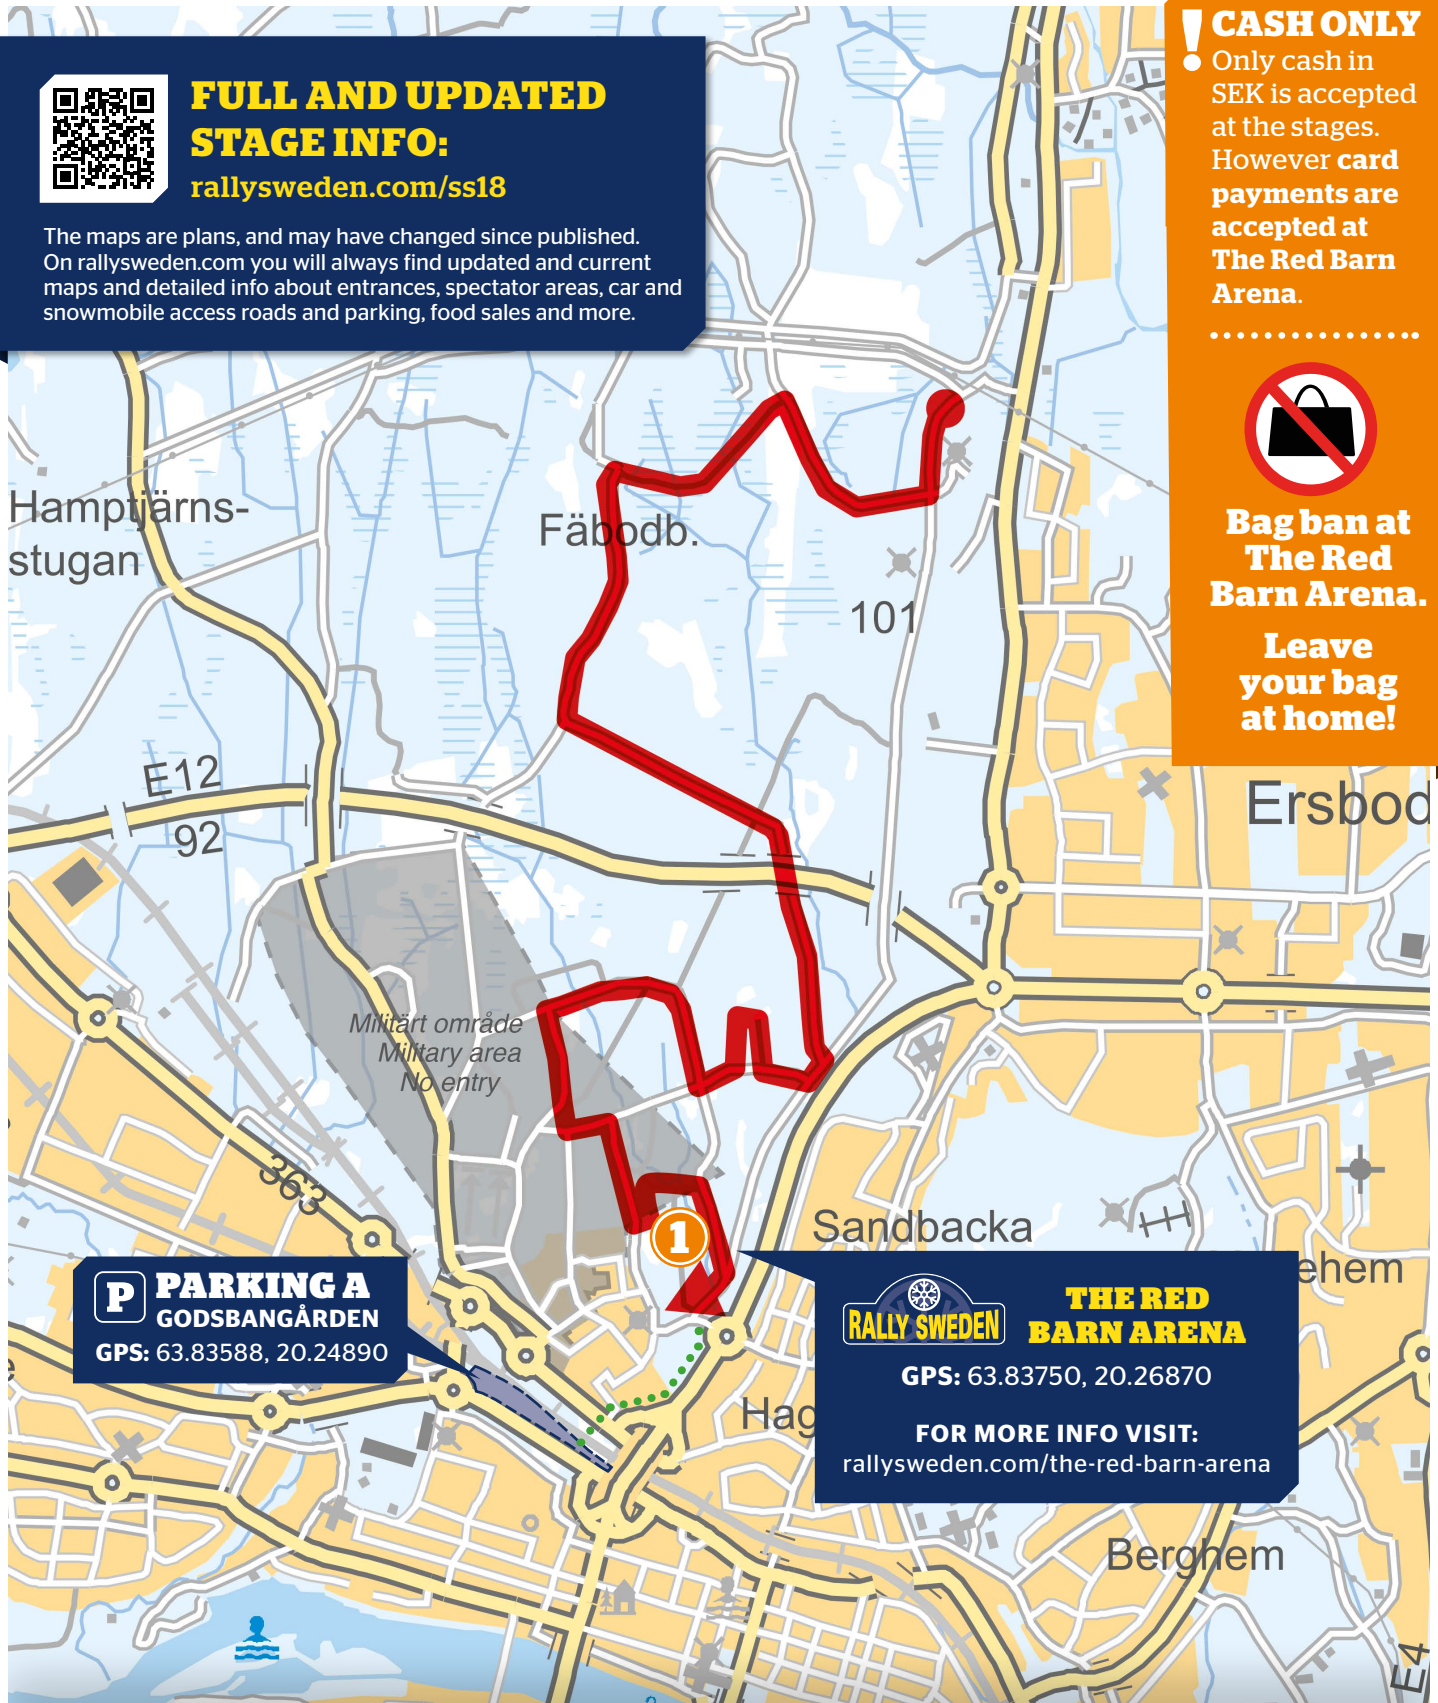 FULL AND UPDATED
STAGE INFO:
rallysweden.com/ss18
The maps are plans, and may have changed since published.
On rallysweden.com you will always find updated and current
maps and detailed info about entrances, spectator areas, car and
snowmobile access roads and parking, food sales and more.
! CASH ONLY
Only cash in
SEK is accepted
at the stages.
However card
payments are
accepted at
The Red Barn
Arena.
Bag ban at
The Red
Barn Arena.
Leave
your bag
at home!
Hamptjärns-
stugan
Fäbodb.
101
E12
92
Ersbod
Militärt område
Military area
No entry
363
1
Sandbacka
ehem
P PARKING A
GODSBANGÅRDEN
GPS: 63.83588, 20.24890
RALLY SWEDEN
THE RED
BARN ARENA
GPS: 63.83750, 20.26870
FOR MORE INFO VISIT:
rallysweden.com/the-red-barn-arena
Hag
Berghem
E4